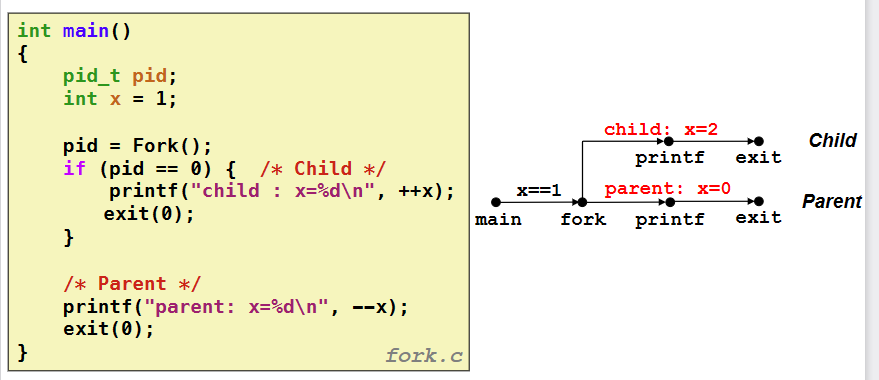 int main()
{
    pid_t pid;
    int x = 1;

    pid = Fork();
    if (pid == 0) {  /* Child */
        printf("child : x=%d\n", ++x);
        exit(0);
    }

    /* Parent */
    printf("parent: x=%d\n", --x);
    exit(0);
}
fork.c
child: x=2
Child
printf
exit
x==1
parent: x=0
Parent
main
fork
printf
exit